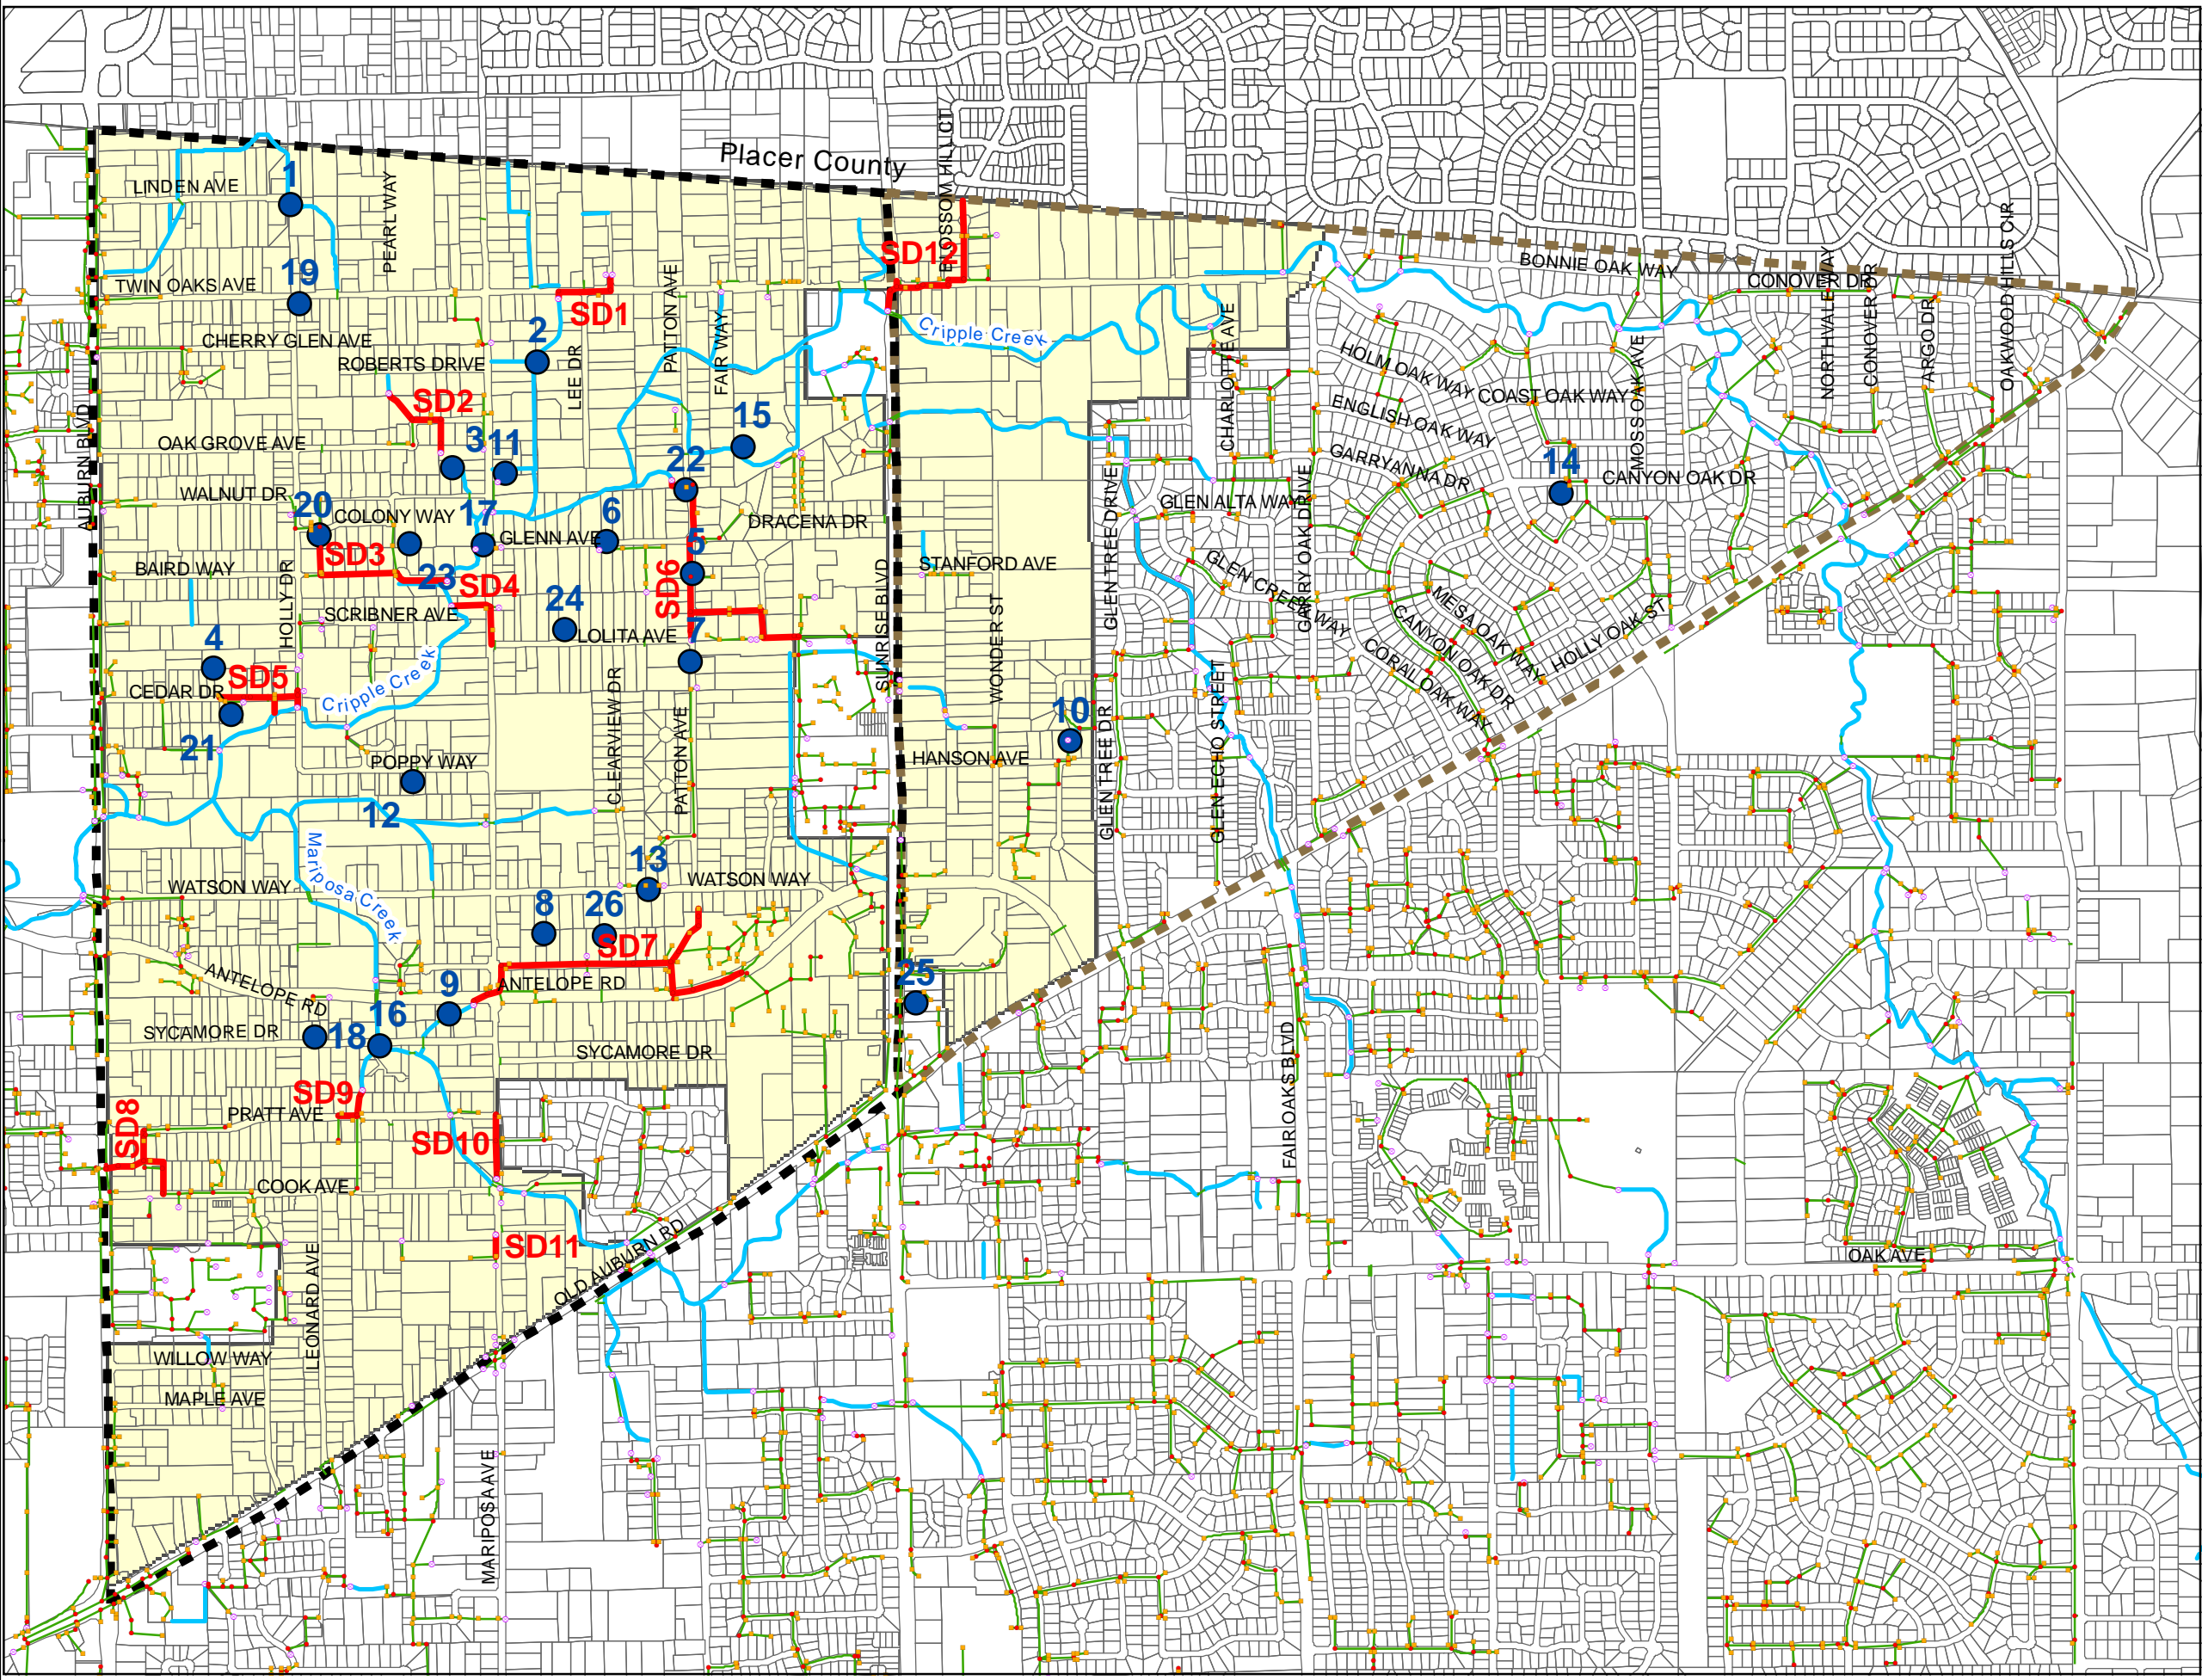 Placer County
BLOSSOM HILL CT
LINDEN AVE
1
PEARL WAY
SD12
OAKWOOD HILLS CIR
BONNIE OAK WAY
NORTHVALE WAY
CONOVER DR
CONOVER DR
TWIN OAKS AVE
19
PATTON AVE
SD1
FAIR WAY
Cripple Creek
CHARLOTTE AVE
ARGO DR
CHERRY GLEN AVE
2
ROBERTS DRIVE
LEE DR
HOLM OAK WAY
COAST OAK WAY
MOSS OAK AVE
SD2
ENGLISH OAK WAY
AUBURN BLVD
OAK GROVE AVE
3
11
15
GARRYANNA DR
22
14
CANYON OAK DR
WALNUT DR
20
COLONY WAY
17
GLENN AVE
6
DRACENA DR
GLEN TREE DRIVE
GLEN ALTA WAY
GARRY OAK DRIVE
SD3
5
BAIRD WAY
HOLLY DR
23
SD4
SD6
SUNRISE BLVD
STANFORD AVE
GLEN CREEK WAY
MESA OAK WAY
HOLLY OAK ST
SCRIBNER AVE
24
LOLITA AVE
7
WONDER ST
CANYON OAK DR
CORAL OAK WAY
4
CEDAR DR
SD5
Cripple Creek
CLEARVIEW DR
PATTON AVE
10
GLEN TREE DR
GLEN ECHO STREET
21
POPPY WAY
HANSON AVE
12
Mariposa Creek
13
WATSON WAY
WATSON WAY
8
26
SD7
ANTELOPE RD
9
ANTELOPE RD
25
SYCAMORE DR
18
16
SYCAMORE DR
FAIR OAKS BLVD
SD9
SD8
PRATT AVE
SD10
COOK AVE
SD11
OLD AUBURN RD
OAK AVE
LEONARD AVE
WILLOW WAY
MAPLE AVE
MARIPOSA AVE